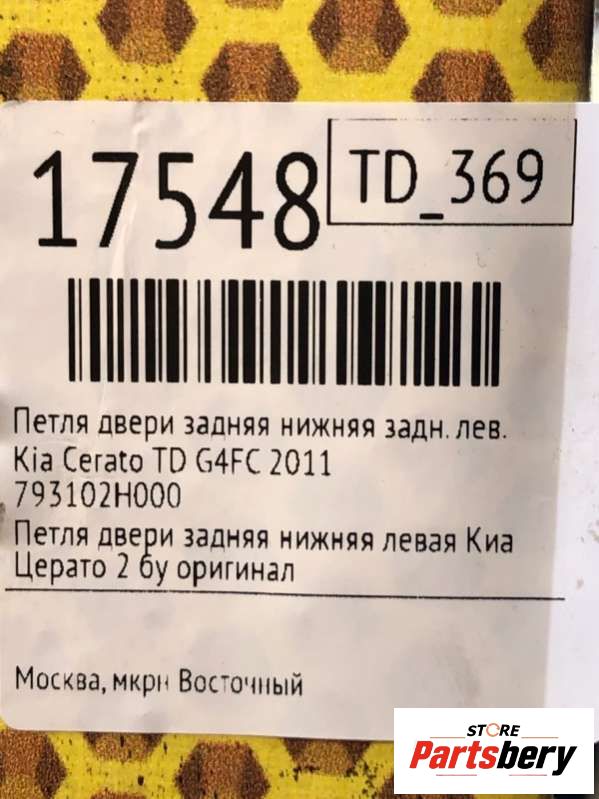 17548
TD_369
Петля двери задняя нижняя задн. лев.
Kia Cerato TD G4FC 2011
793102H000
Петля двери задняя нижняя левая Киа
Церато 2 бу оригинал
Москва, мкрн Восточный
STORE
Partsbery